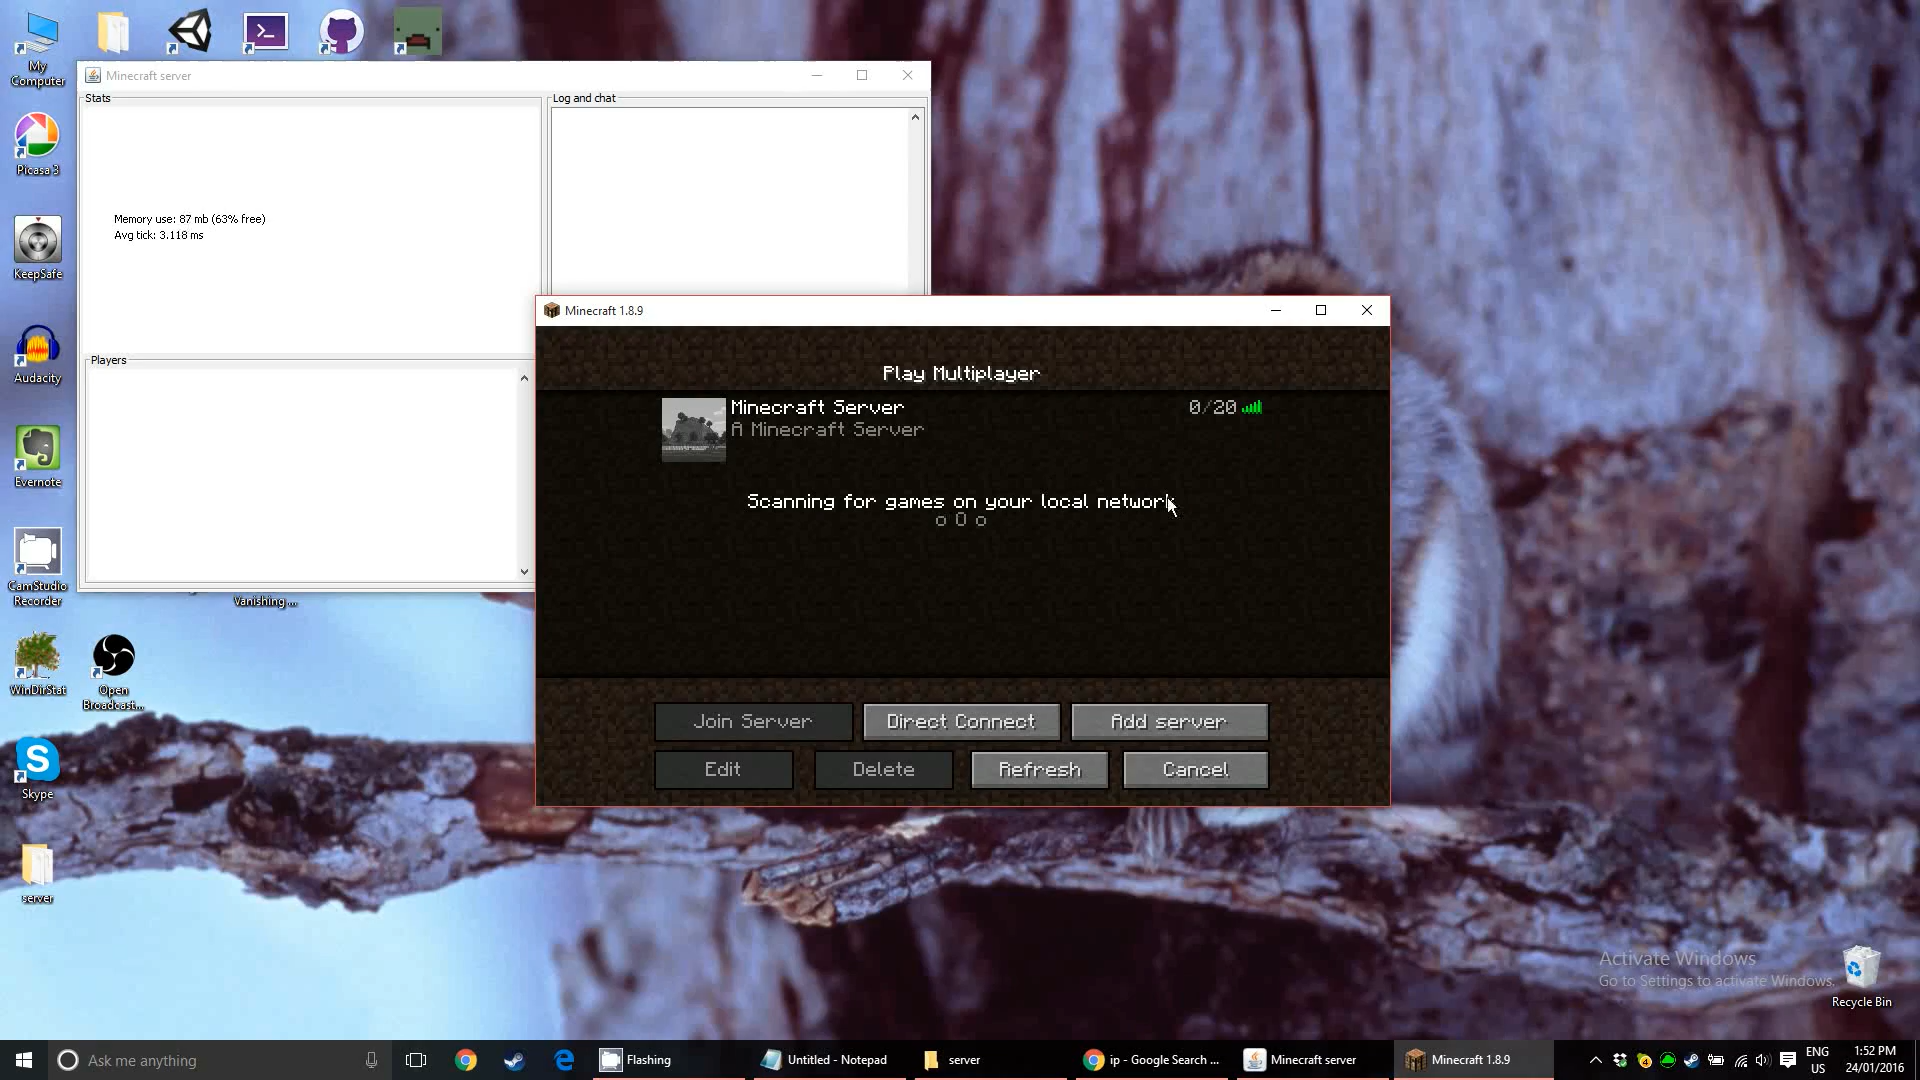 My
Computer
Picasa 3
KeepSafe
Audacity
Evernote
CamStudio
Recorder
WinDirStat
Open
Broadcast...
Skype
server
Vanishing ...
Minecraft server
Stats
Memory use: 87 mb (63% free)
Avg tick: 3.118 ms
Players
Log and chat
Minecraft 1.8.9
Play Multiplayer
Minecraft Server
0/20
A Minecraft Server
Scanning for games on your local network
o O o
Join Server
Direct Connect
Add server
Edit
Delete
Refresh
Cancel
Activate Windows
Go to Settings to activate Windows.
Recycle Bin
Ask me anything
Flashing
Untitled - Notepad
server
ip - Google Search ...
Minecraft server
Minecraft 1.8.9
ENG
US
1:52 PM
24/01/2016